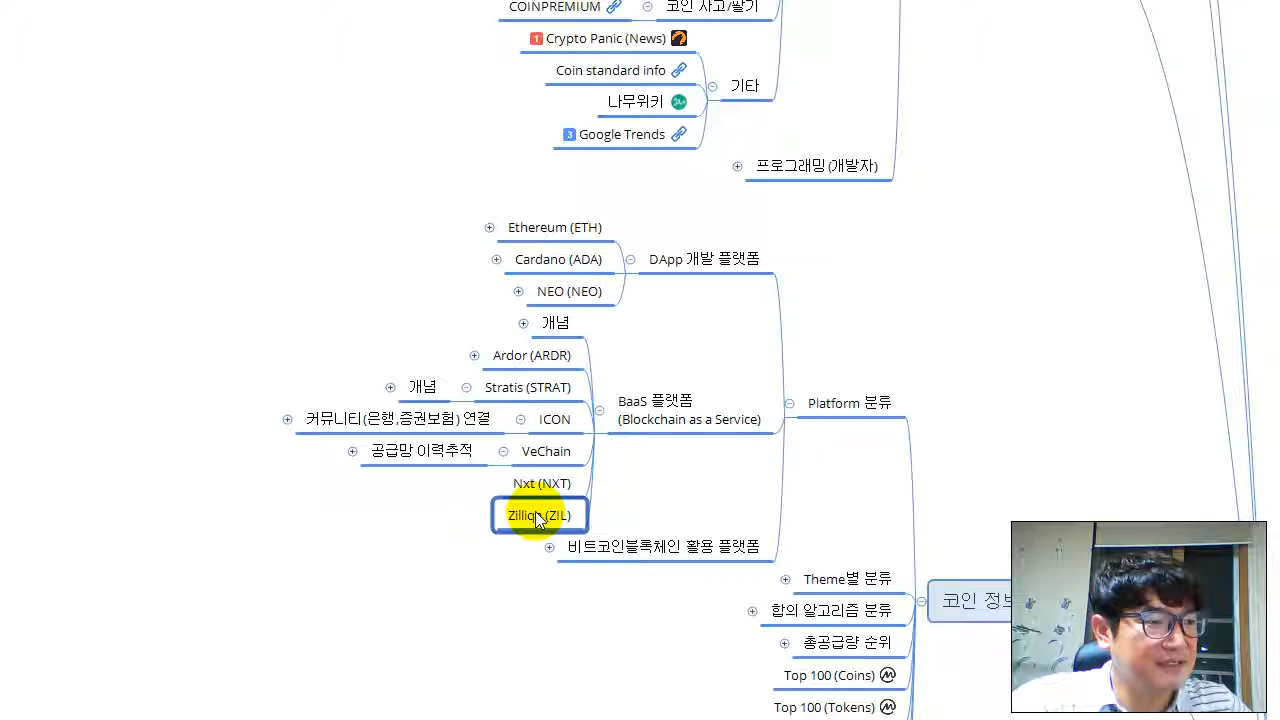 COINPREMIUM
코인 사고/팔기
1 Crypto Panic (News)
Coin standard info
기타
나무위키
3 Google Trends
프로그래밍(개발자)
Ethereum (ETH)
Cardano (ADA)
DApp 개발 플랫폼
NEO (NEO)
개념
Ardor (ARDR)
개념
Stratis (STRAT)
BaaS 플랫폼
(Blockchain as a Service)
Platform 분류
커뮤니티(은행,증권보험) 연결
ICON
공급망 이력추적
VeChain
Nxt (NXT)
(ZIL)
비트코인블록체인 활용 플랫폼
Theme별 분류
코인
합의 알고리즘 분류
총공급량 순위
Top 100 (Coins)
Top 100 (Tokens)